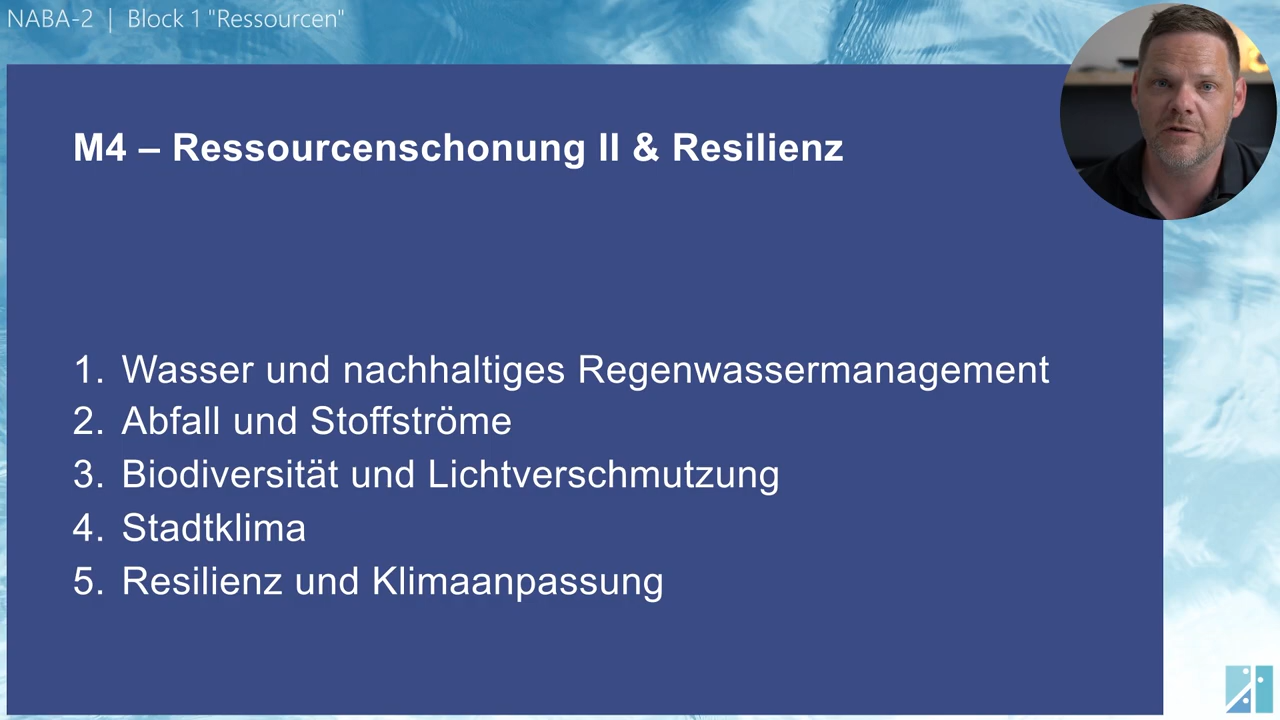 NABA-2 | Block 1 "Ressourcen"
M4 – Ressourcenschonung II & Resilienz
1. Wasser und nachhaltiges Regenwassermanagement
2. Abfall und Stoffströme
3. Biodiversität und Lichtverschmutzung
4. Stadtklima
5. Resilienz und Klimaanpassung